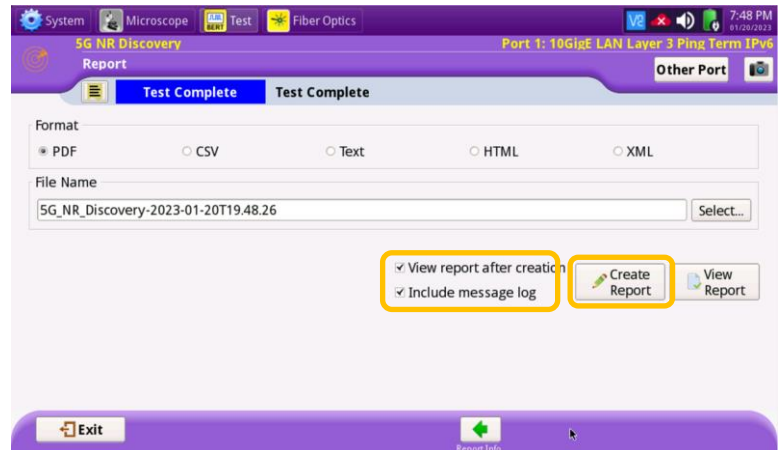 System Microscope AM BERT Test Fiber Optics V2 7:48 PM
01/20/2023
5G NR Discovery Port 1: 10GigE LAN Layer 3 Ping Term IPv6
Report
Other Port
Test Complete Test Complete
Format
PDF CSV Text HTML XML
File Name
5G_NR_Discovery-2023-01-20T19.48.26 Select...
View report after creation
Include message log
Create
Report
View
Report
Exit
Report Info